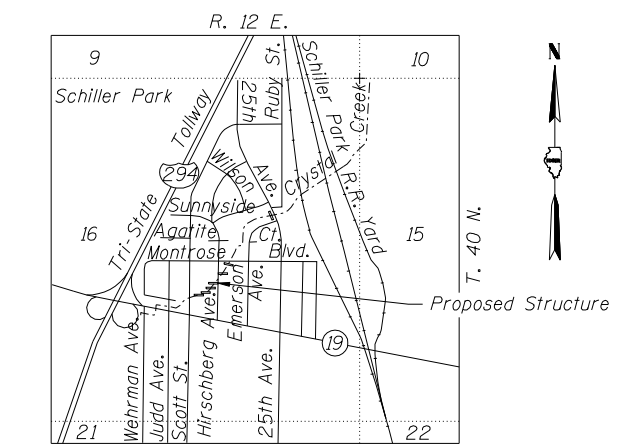 R. 12 E.
9
10
N
Schiller Park
Tollway
25th
Ruby St.
Schiller Park
R.R. Yard
Creek
294
Wilson
Ave.
Crystal
Tri-State
Sunnyside
16
Agatite
Ct.
15
T. 40 N.
Montrose
Blvd.
Proposed Structure
19
Wehrman Ave.
Judd Ave.
Scott St.
Hirschberg Ave.
Emerson
Ave.
25th Ave.
21
22